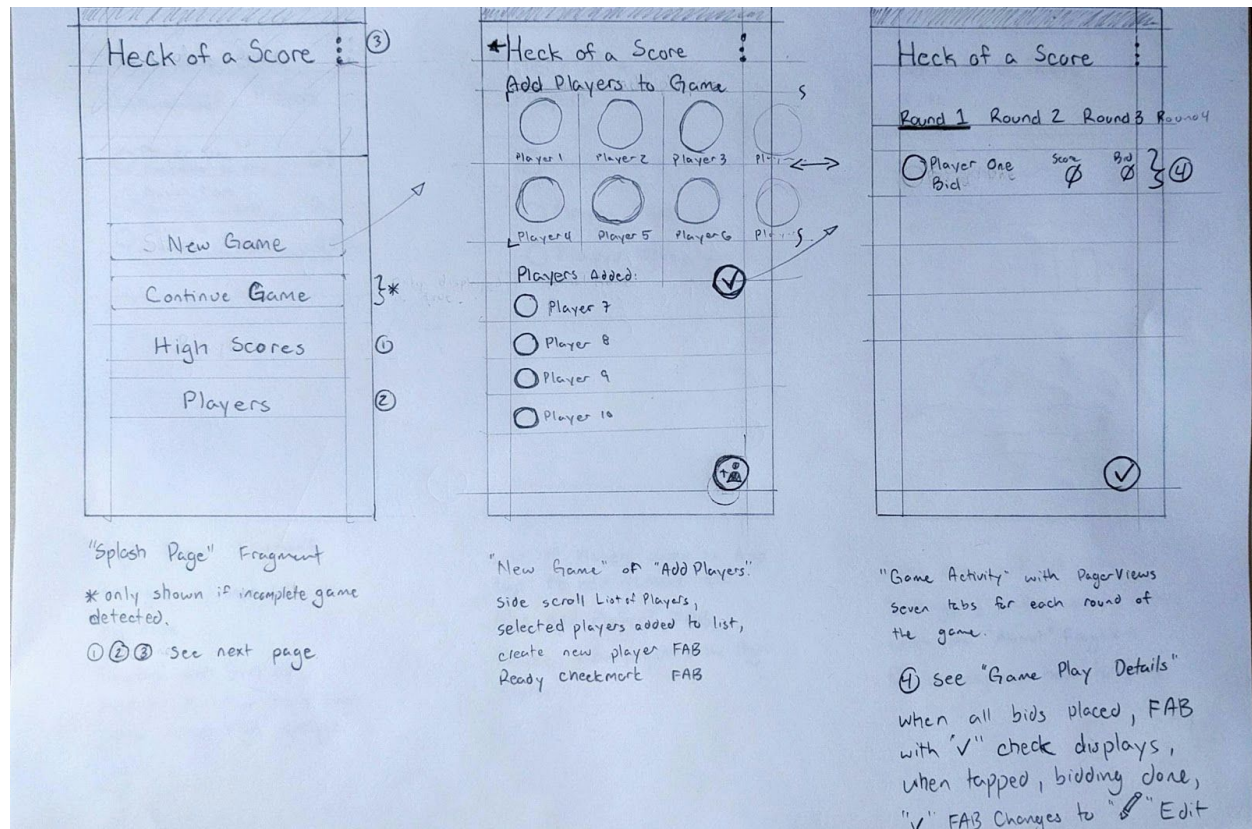 Heck of a Score
③
New Game
Continue Game
*
High Scores
①
Players
②
"Splash Page" Fragment
* only shown if incomplete game
detected.
①②③ see next page
Heck of a Score
Add Players to Game
Player 1 Player 2 Player 3
Player 4 Player 5 Player 6
Players Added:
Player 7
Player 8
Player 9
Player 10
"New Game" or "Add Players".
Side scroll List of Players,
selected players added to list,
create new player FAB
Ready checkmark FAB
Heck of a Score
Round 1 Round 2 Round 3 Round 4
Player One Score Bid
Bid 0 0 ④
"Game Activity" with PagerViews
Seven tabs for each round of
the game.
④ see "Game Play Details"
when all bids placed, FAB
with "✓" check displays,
when tapped, bidding done,
"✓" FAB Changes to "✏" Edit